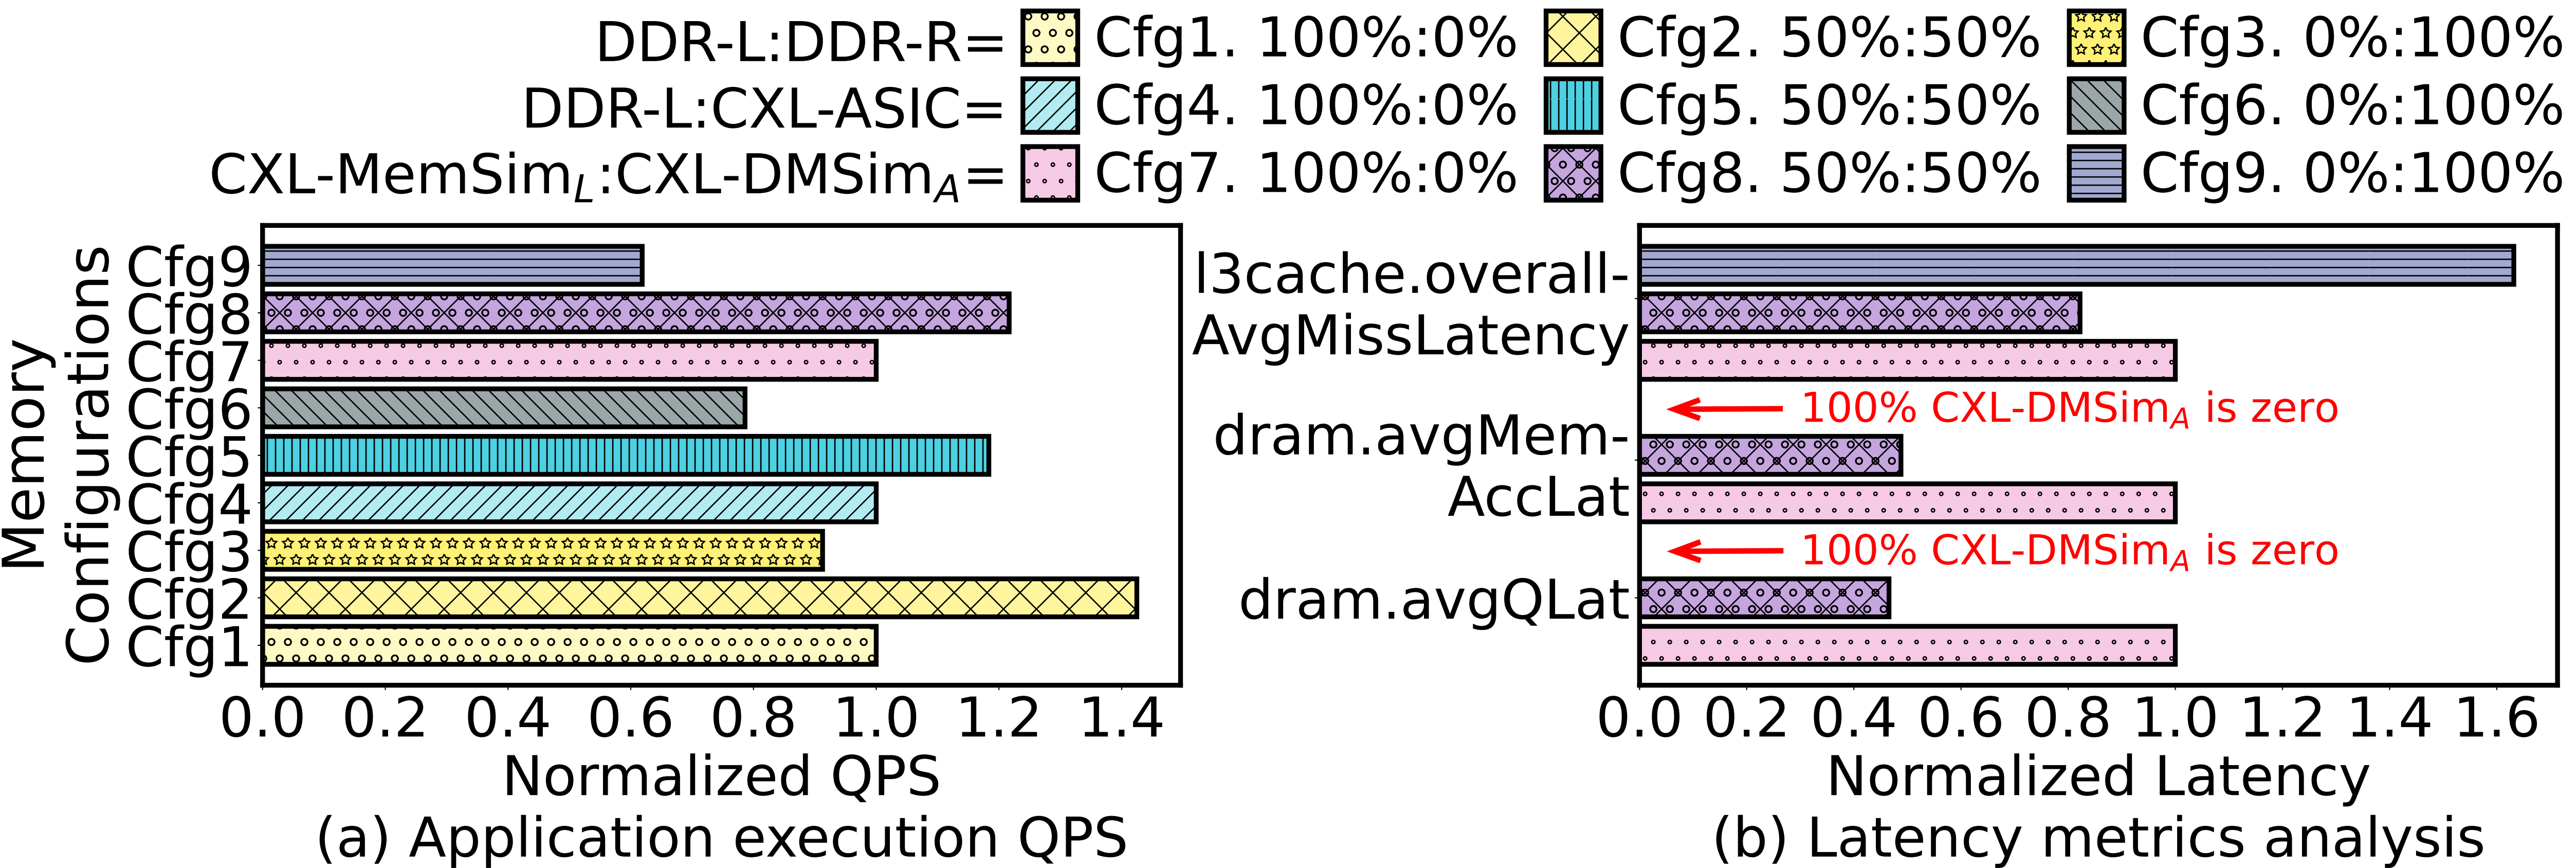 DDR-L:DDR-R= Cfg1. 100%:0% Cfg2. 50%:50% Cfg3. 0%:100%
DDR-L:CXL-ASIC= Cfg4. 100%:0% Cfg5. 50%:50% Cfg6. 0%:100%
CXL-MemSim_L:CXL-DMSim_A= Cfg7. 100%:0% Cfg8. 50%:50% Cfg9. 0%:100%
Memory
Configurations
Cfg9
Cfg8
Cfg7
Cfg6
Cfg5
Cfg4
Cfg3
Cfg2
Cfg1
0.0 0.2 0.4 0.6 0.8 1.0 1.2 1.4
Normalized QPS
(a) Application execution QPS
l3cache.overall-
AvgMissLatency
100% CXL-DMSim_A is zero
dram.avgMem-
AccLat
100% CXL-DMSim_A is zero
dram.avgQLat
0.0 0.2 0.4 0.6 0.8 1.0 1.2 1.4 1.6
Normalized Latency
(b) Latency metrics analysis